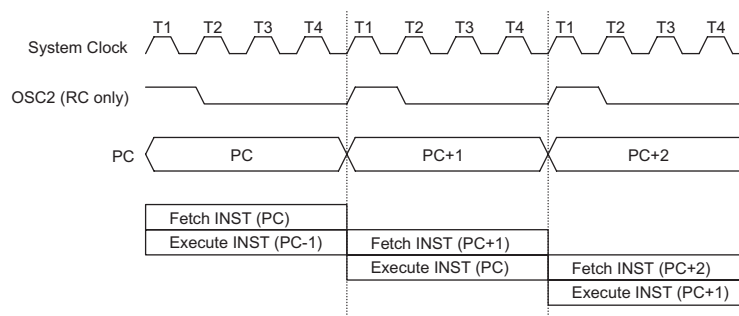 T1 T2 T3 T4 T1 T2 T3 T4 T1 T2 T3 T4
System Clock
OSC2 (RC only)
PC PC PC+1 PC+2
Fetch INST (PC)
Execute INST (PC-1) Fetch INST (PC+1)
Execute INST (PC) Fetch INST (PC+2)
Execute INST (PC+1)